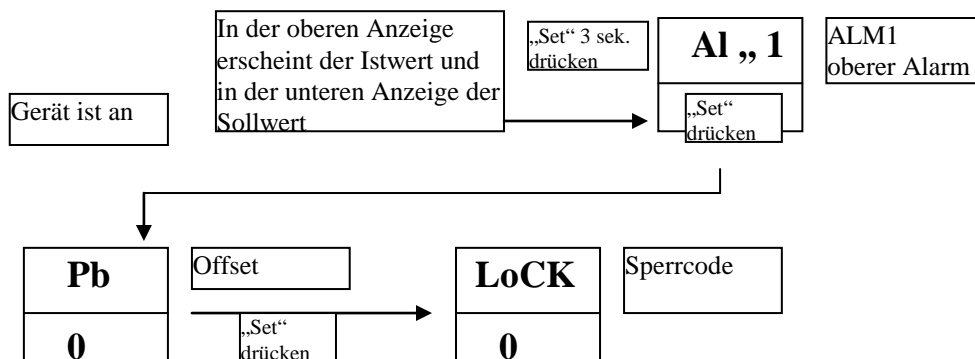 In der oberen Anzeige
erscheint der Istwert und
in der unteren Anzeige der
Sollwert
„Set“ 3 sek.
drücken
Al „ 1
ALM1
oberer Alarm
Gerät ist an
„Set“
drücken
Pb
0
Offset
„Set“
drücken
LoCK
0
Sperrcode